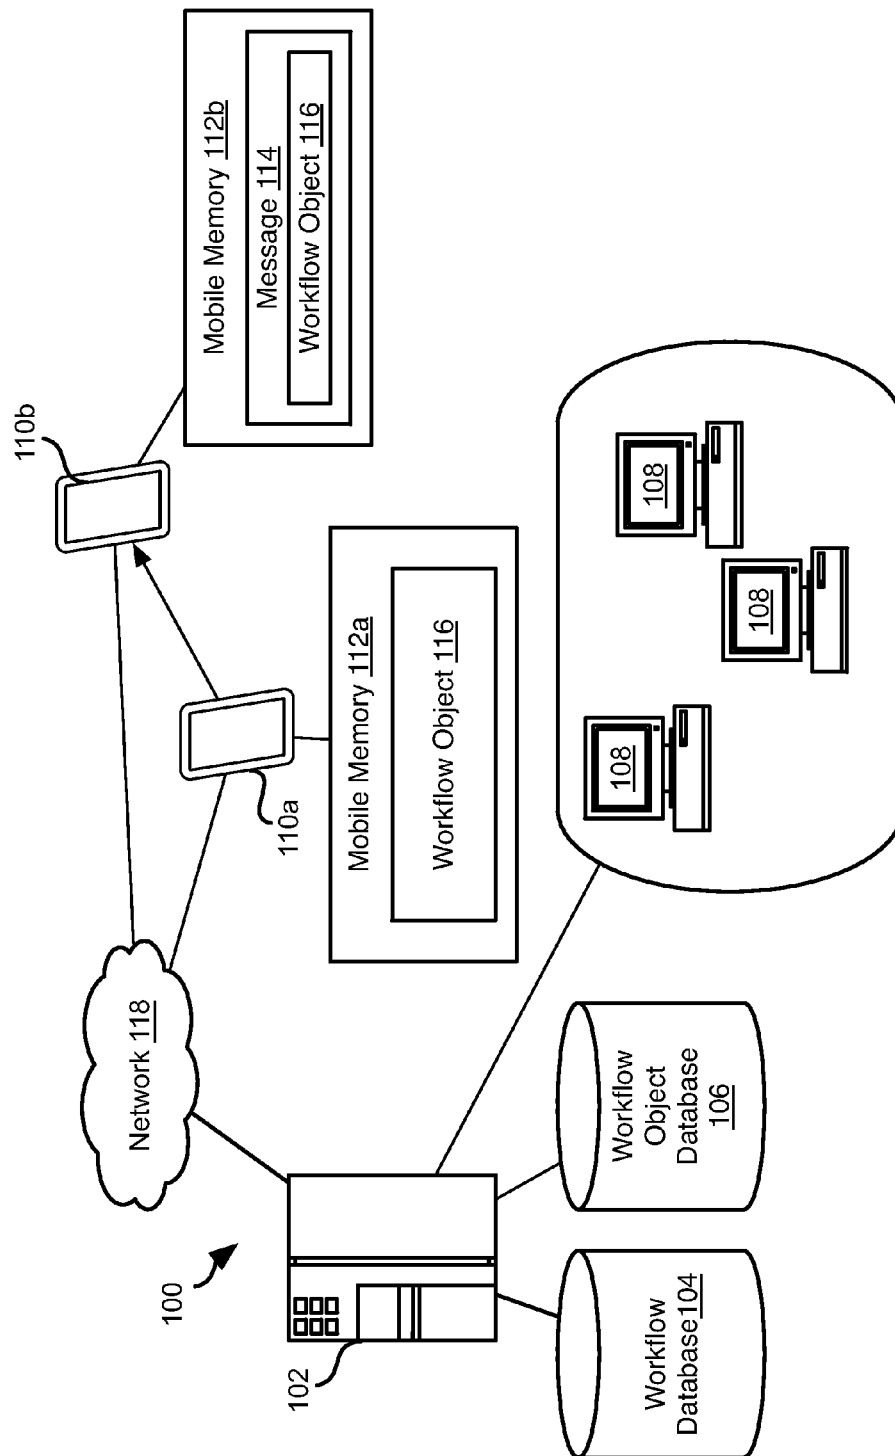 100
102
Network 118
110a
110b
Mobile Memory 112b
Message 114
Workflow Object 116
Mobile Memory 112a
Workflow Object 116
Workflow
Database104
Workflow
Object
Database
106
108
108
108